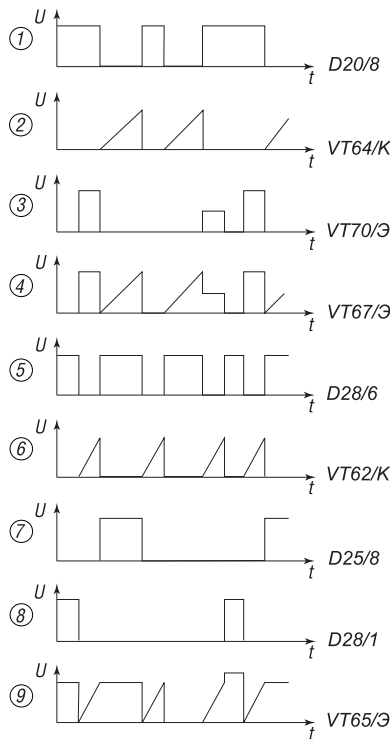 1 U t D20/8
2 U t VT64/К
3 U t VT70/Э
4 U t VT67/Э
5 U t D28/6
6 U t VT62/К
7 U t D25/8
8 U t D28/1
9 U t VT65/Э